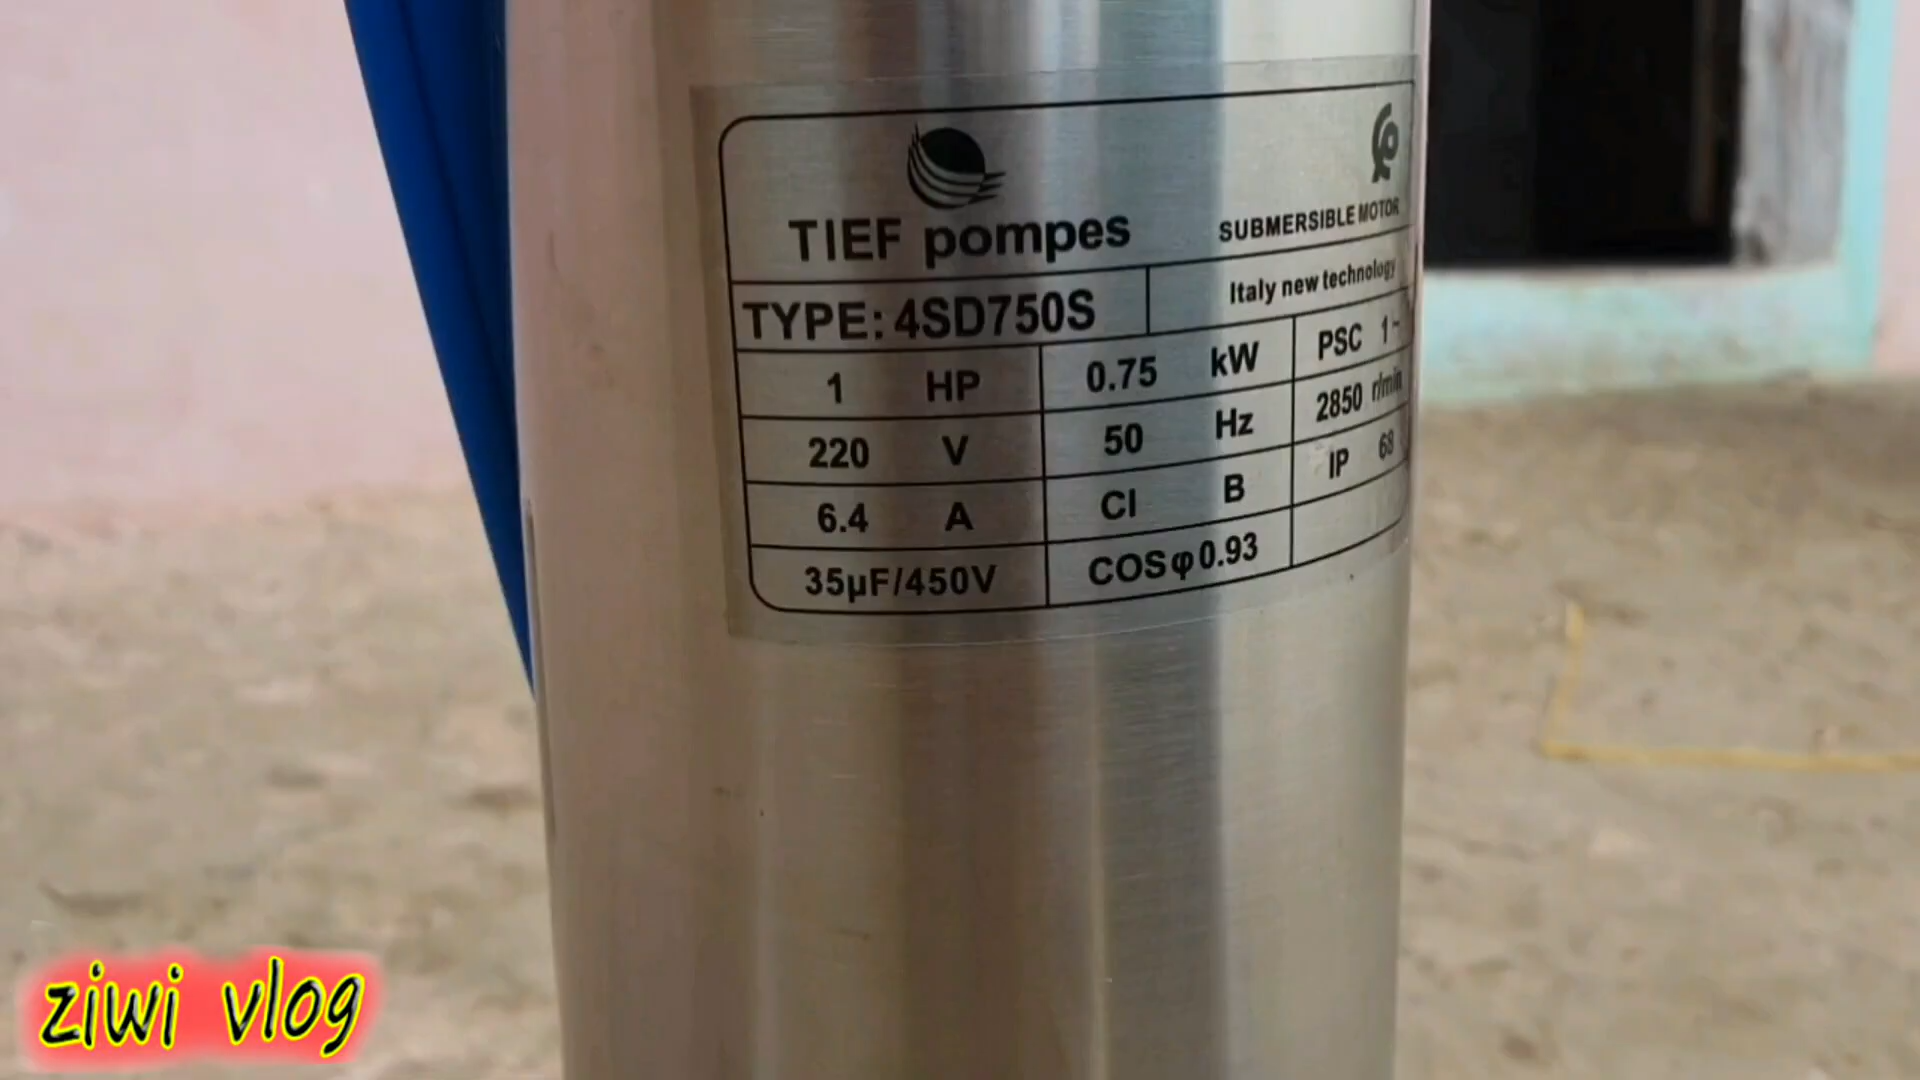 TIEF pompes
SUBMERSIBLE MOTOR
TYPE: 4SD750S
Italy new technology
1 HP 0.75 kW PSC 1~
220 V 50 Hz 2850 r/min
6.4 A Cl B IP 68
35µF/450V COSφ0.93
ziwi vlog